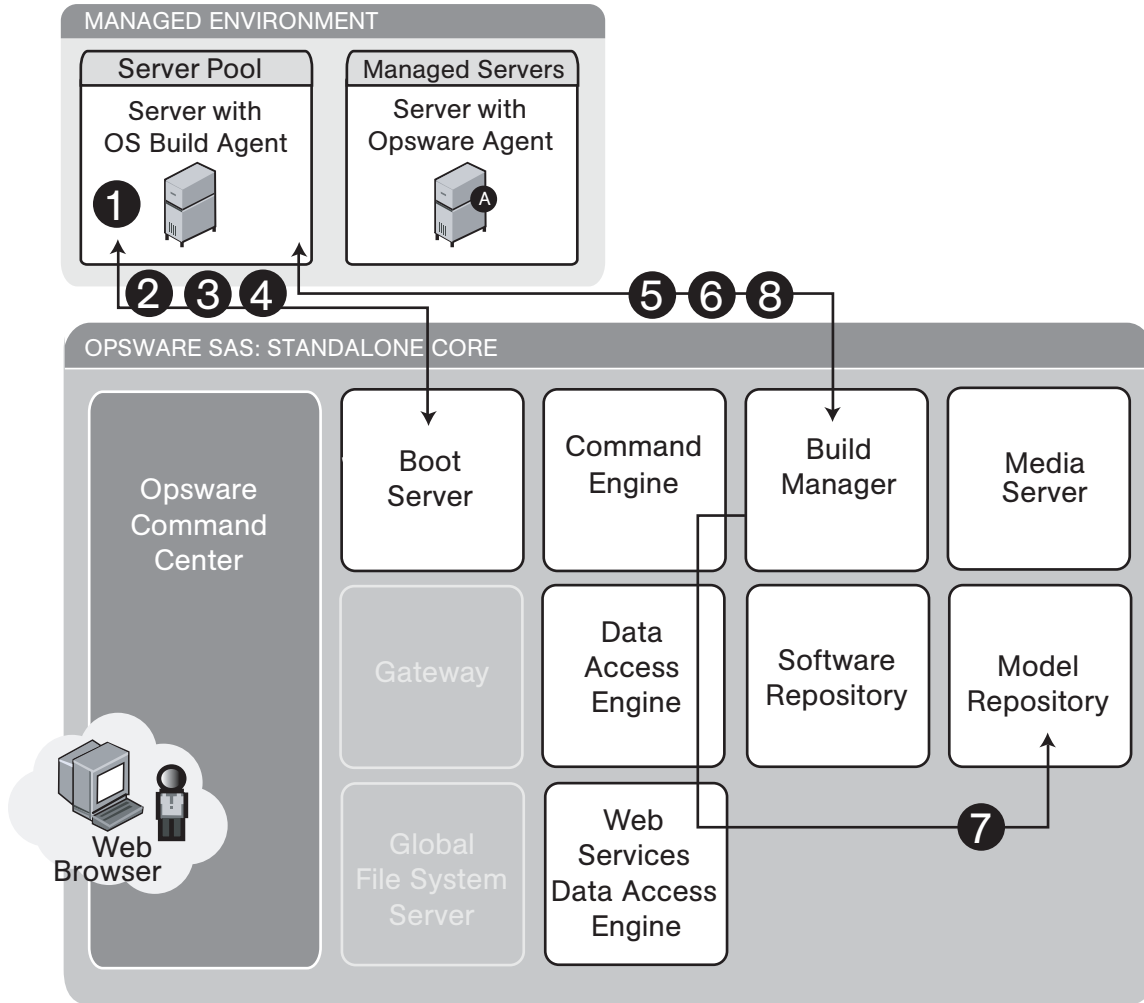 MANAGED ENVIRONMENT
Server Pool
Server with
OS Build Agent
1
Managed Servers
Server with
Opsware Agent
A
2 3 4
5 6 8
OPSWARE SAS: STANDALONE CORE
Opsware
Command
Center
Boot
Server
Command
Engine
Build
Manager
Media
Server
Gateway
Data
Access
Engine
Software
Repository
Model
Repository
Web
Browser
Global
File System
Server
Web
Services
Data Access
Engine
7